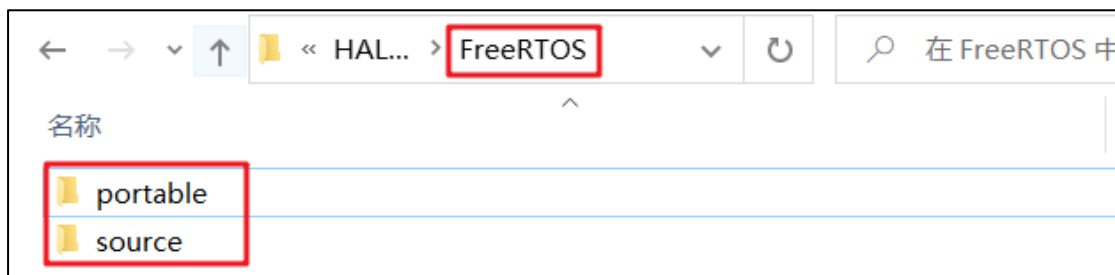 « HAL... > FreeRTOS 在 FreeRTOS 中
名称
portable
source